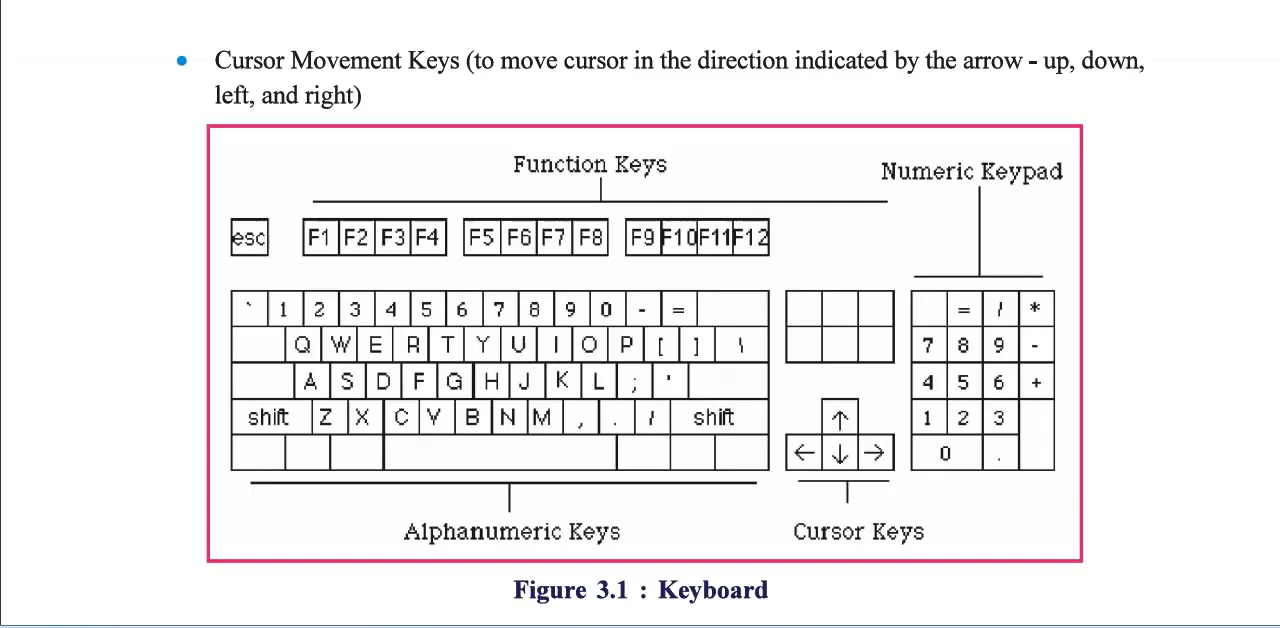 • Cursor Movement Keys (to move cursor in the direction indicated by the arrow - up, down,
left, and right)
Function Keys
Numeric Keypad
esc F1 F2 F3 F4 F5 F6 F7 F8 F9 F10 F11 F12
` 1 2 3 4 5 6 7 8 9 0 - =
Q W E R T Y U I O P [ ] \
A S D F G H J K L ; '
shift Z X C V B N M , . / shift
↑
← ↓ →
= / *
7 8 9 -
4 5 6 +
1 2 3
0 .
Alphanumeric Keys
Cursor Keys
Figure 3.1 : Keyboard